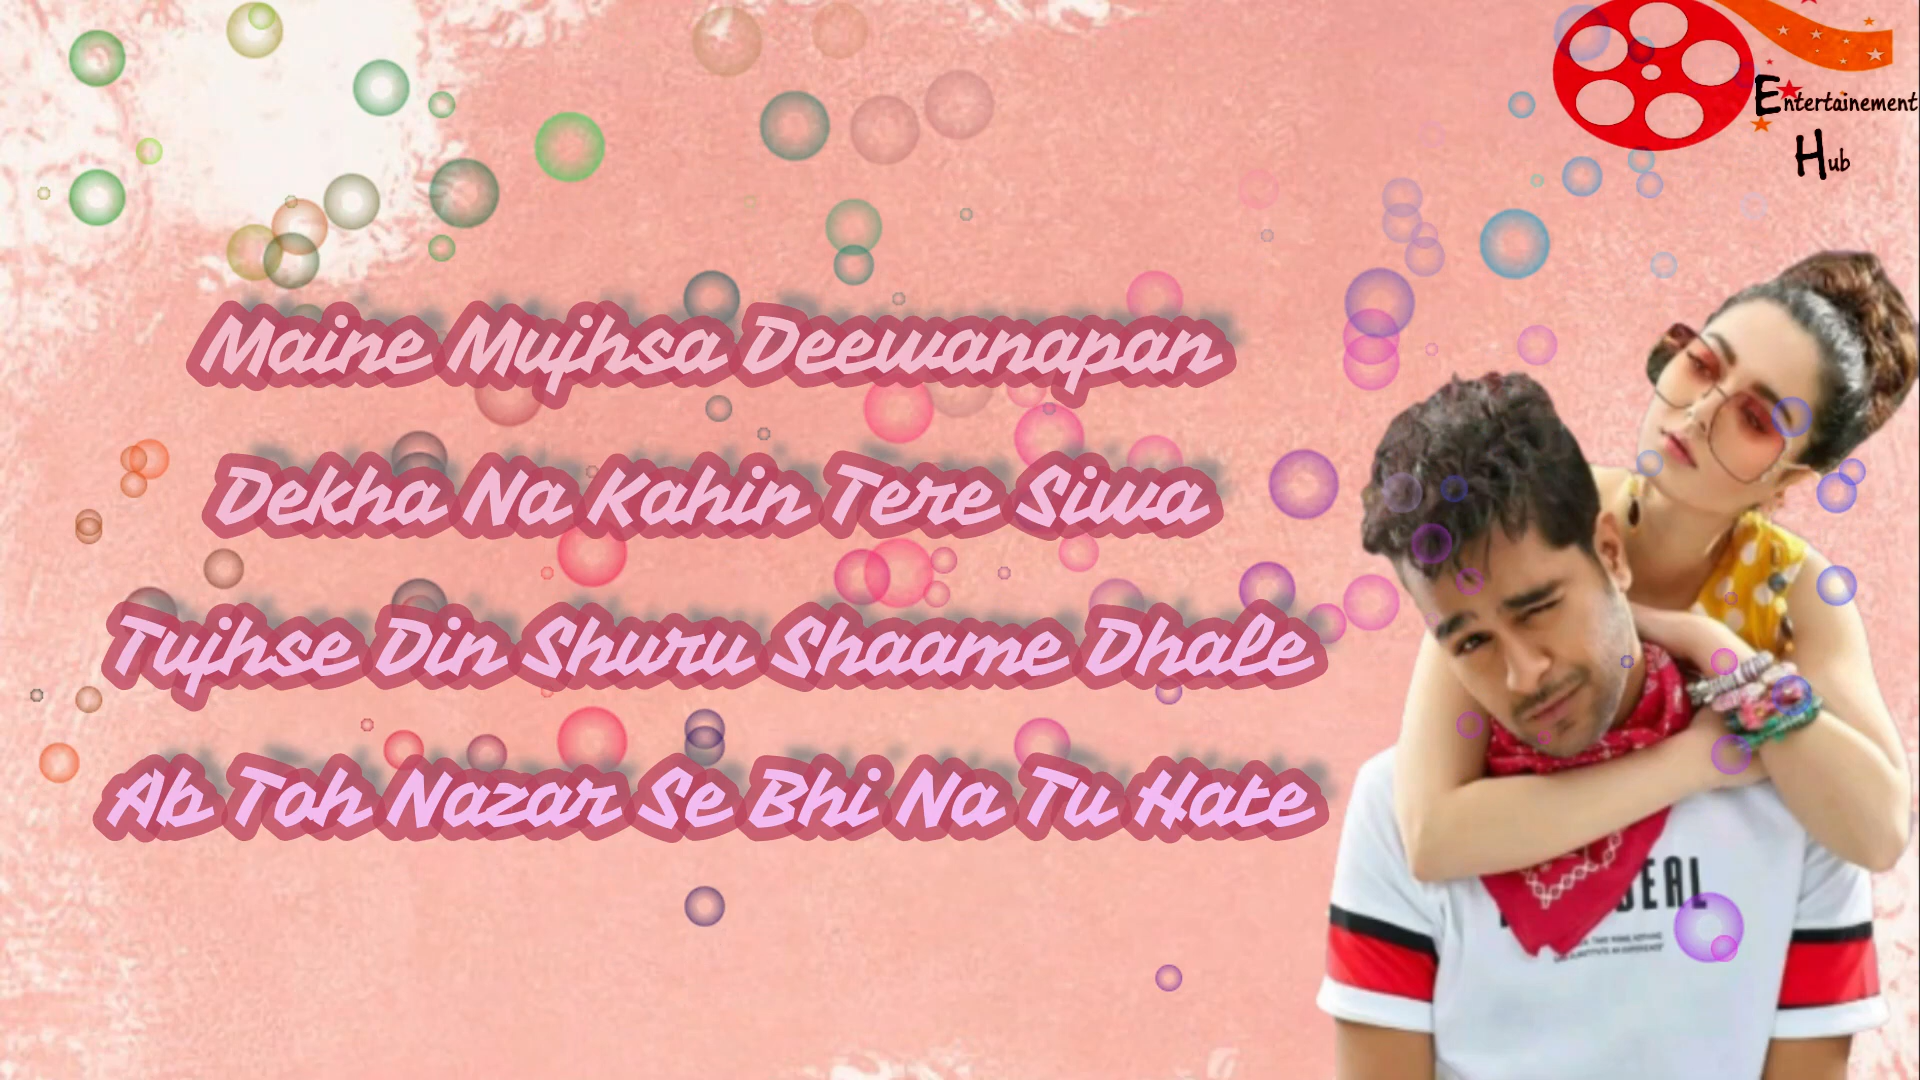 Entertainement
Hub
Maine Mujhsa Deewanapan
Dekha Na Kahin Tere Siwa
Tujhse Din Shuru Shaame Dhale
Ab Toh Nazar Se Bhi Na Tu Hate